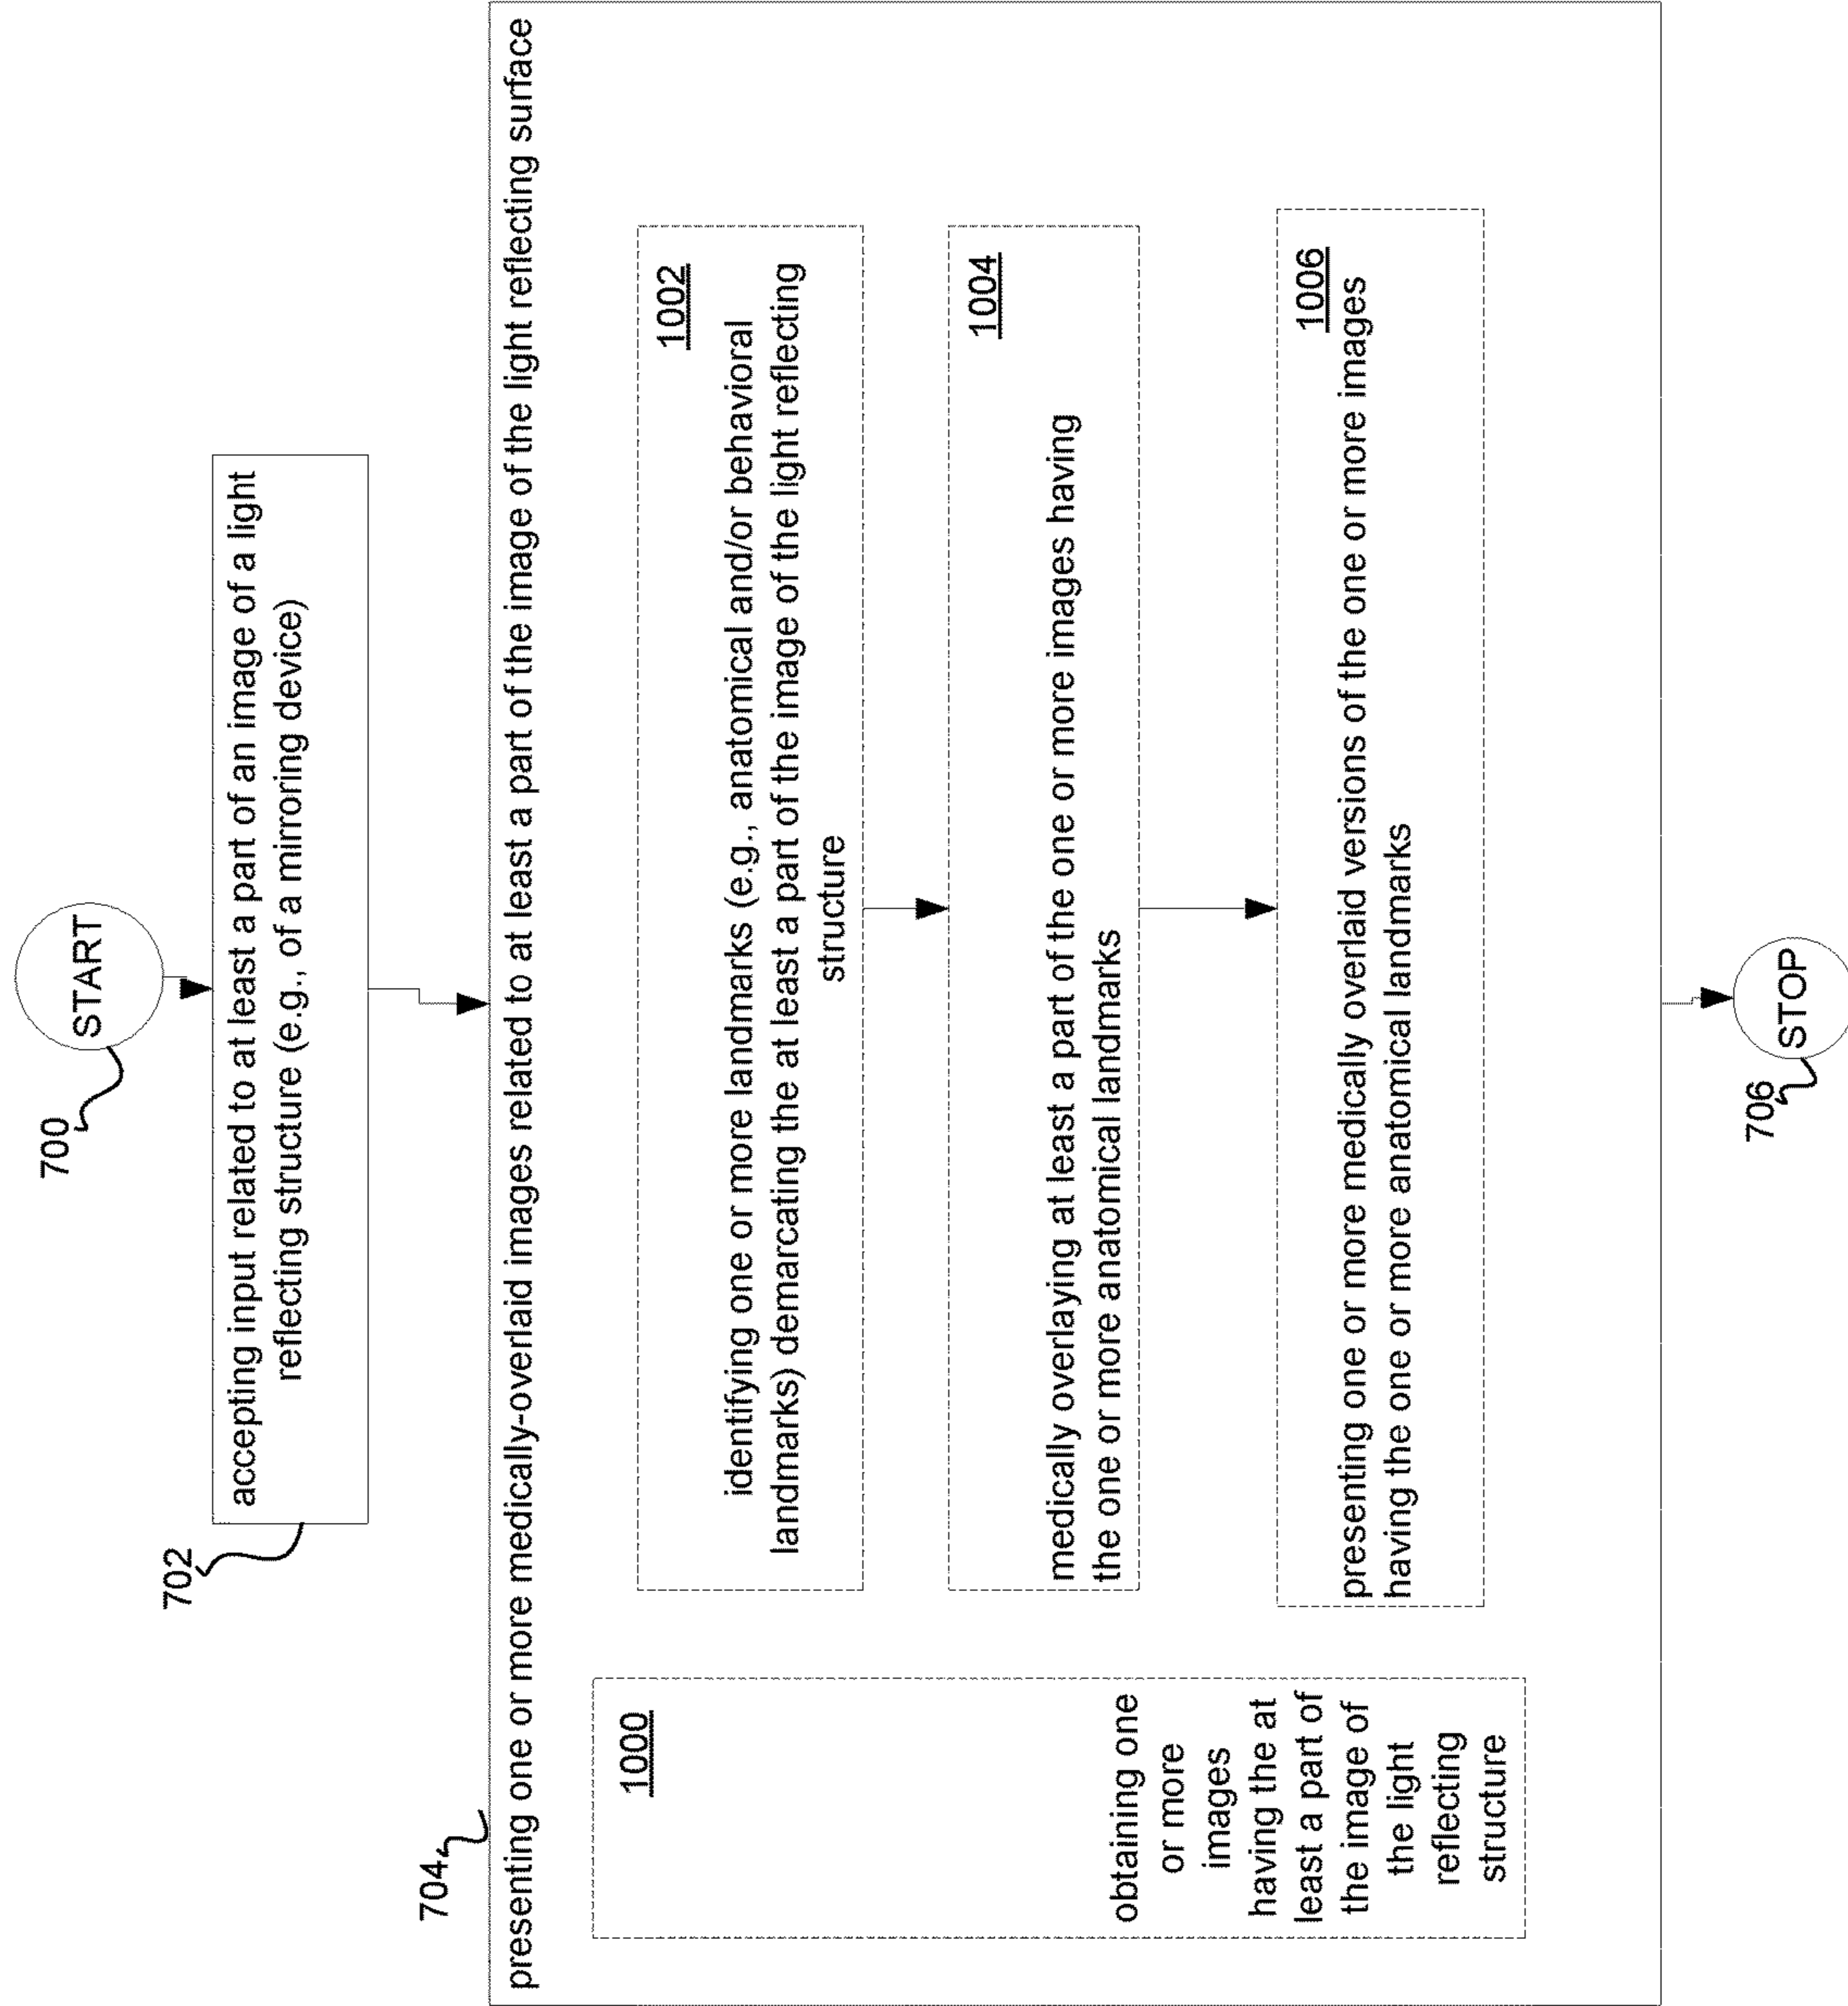 700
START
702
accepting input related to at least a part of an image of a light
reflecting structure (e.g., of a mirroring device)
704
presenting one or more medically-overlaid images related to at least a part of the image of the light reflecting surface
1000
obtaining one
or more
images
having the at
least a part of
the image of
the light
reflecting
structure
1002
identifying one or more landmarks (e.g., anatomical and/or behavioral
landmarks) demarcating the at least a part of the image of the light reflecting
structure
1004
medically overlaying at least a part of the one or more images having
the one or more anatomical landmarks
1006
presenting one or more medically overlaid versions of the one or more images
having the one or more anatomical landmarks
706
STOP